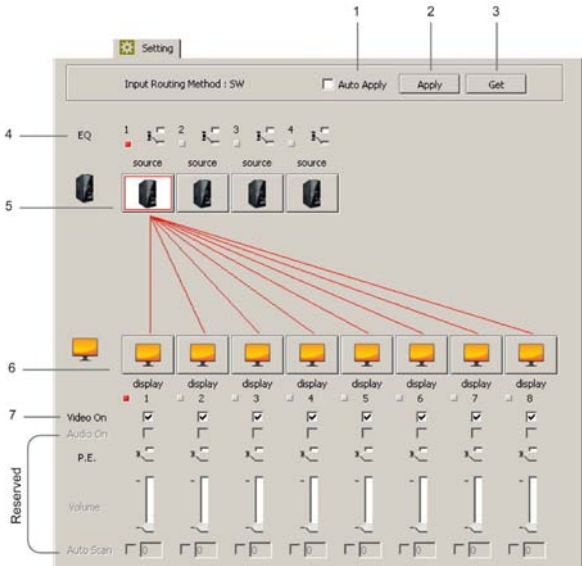 1 2 3
Setting
Input Routing Method : SW Auto Apply Apply Get
4 EQ 1 2 3 4
source source source source
5
6
display display display display display display display display
1 2 3 4 5 6 7 8
7 Video On
Audio On
P.E.
Reserved
Volume
Auto Scan 0 0 0 0 0 0 0 0